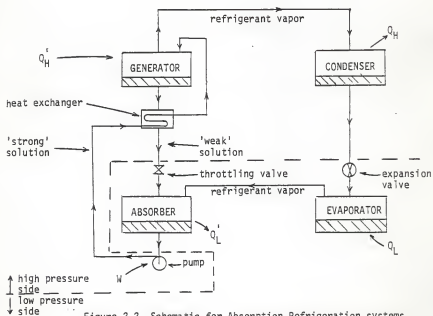 refrigerant vapor
Q'H
GENERATOR
QH
CONDENSER
heat exchanger
'strong'
solution
'weak'
solution
throttling valve
refrigerant vapor
expansion
valve
ABSORBER
Q'L
EVAPORATOR
QL
pump
W
high pressure
side
low pressure
side
Figure 2.2 Schematic for Absorption Refrigeration systems